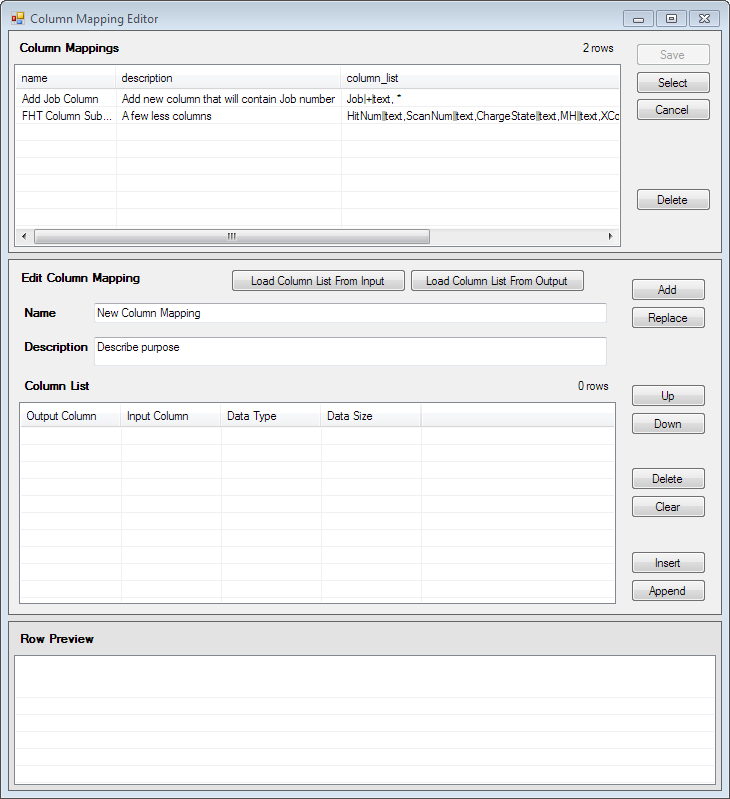 Column Mapping Editor
Column Mappings 2 rows
Save
name description column_list
Select
Add Job Column Add new column that will contain Job number Job|+|text, *
FHT Column Sub... A few less columns HitNum||text,ScanNum||text,ChargeState||text,MH||text,XCo
Cancel
Delete
Edit Column Mapping Load Column List From Input Load Column List From Output
Add
Name New Column Mapping
Replace
Description Describe purpose
Column List 0 rows
Up
Output Column Input Column Data Type Data Size
Down
Delete
Clear
Insert
Append
Row Preview